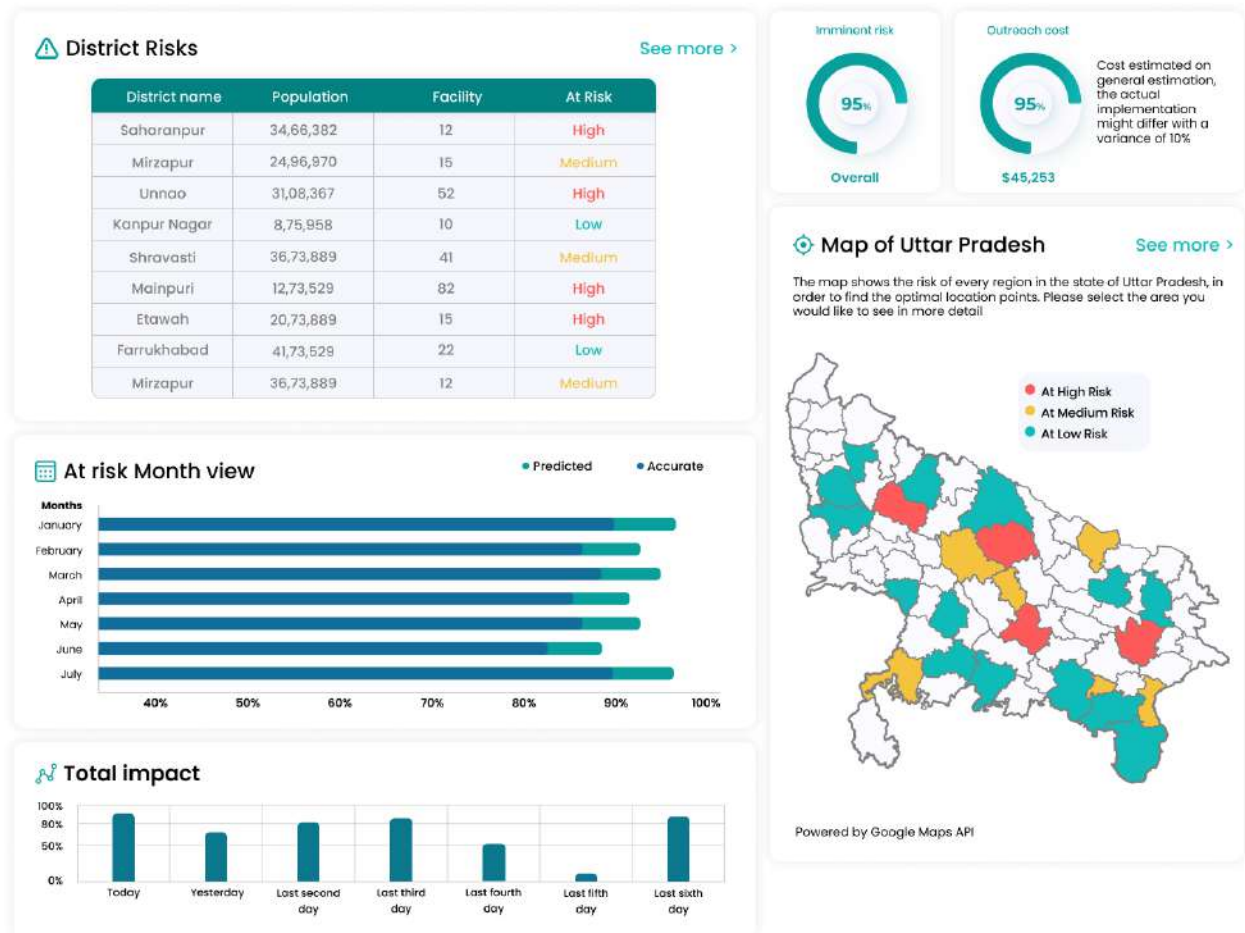 District Risks
See more >
District name Population Facility At Risk
Saharanpur 34,66,382 12 High
Mirzapur 24,96,970 15 Medium
Unnao 31,08,367 52 High
Kanpur Nagar 8,75,958 10 Low
Shravasti 36,73,889 41 Medium
Mainpuri 12,73,529 82 High
Etawah 20,73,889 15 High
Farrukhabad 41,73,529 22 Low
Mirzapur 36,73,889 12 Medium
Imminent risk
95%
Overall
Outreach cost
95%
$45,253
Cost estimated on
general estimation,
the actual
implementation
might differ with a
variance of 10%
At risk Month view
Predicted
Accurate
Months
January
February
March
April
May
June
July
40% 50% 60% 70% 80% 90% 100%
Map of Uttar Pradesh
See more >
The map shows the risk of every region in the state of Uttar Pradesh, in
order to find the optimal location points. Please select the area you
would like to see in more detail
At High Risk
At Medium Risk
At Low Risk
Powered by Google Maps API
Total impact
100%
80%
50%
0%
Today
Yesterday
Last second
day
Last third
day
Last fourth
day
Last fifth
day
Last sixth
day